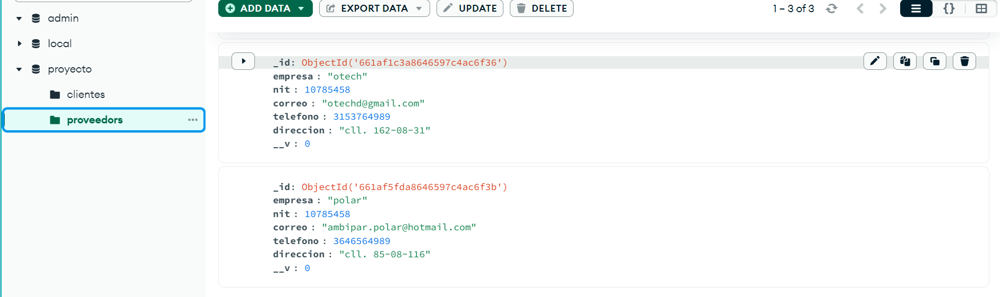 ADD DATA
EXPORT DATA
UPDATE
DELETE
1 – 3 of 3
{}
admin
local
proyecto
clientes
proveedors
_id: ObjectId('661af1c3a8646597c4ac6f36')
empresa : "otech"
nit : 10785458
correo : "otechd@gmail.com"
telefono : 3153764989
direccion : "cll. 162-08-31"
__v : 0
_id: ObjectId('661af5fda8646597c4ac6f3b')
empresa : "polar"
nit : 10785458
correo : "ambipar.polar@hotmail.com"
telefono : 3646564989
direccion : "cll. 85-08-116"
__v : 0